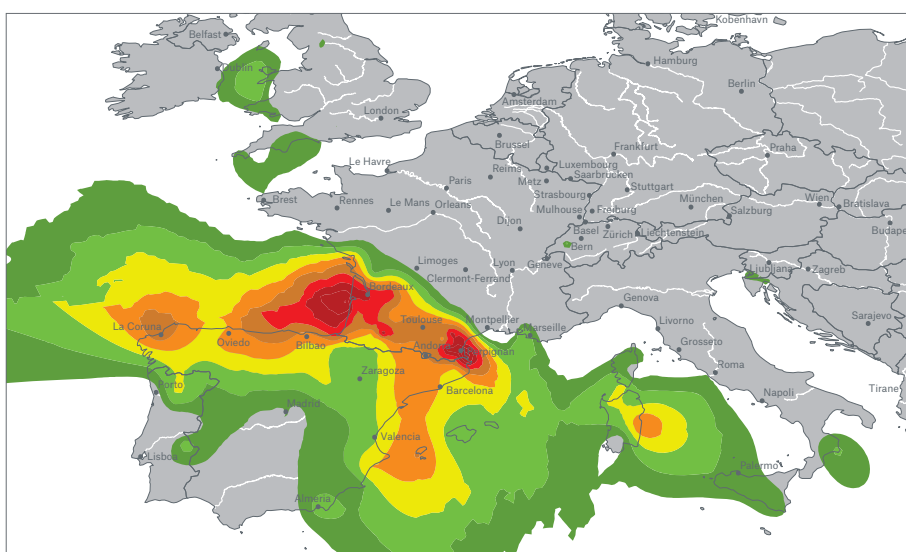 Kobenhavn
Belfast
Dublin
Hamburg
Berlin
Amsterdam
London
Brussel
Frankfurt
Praha
Le Havre
Luxembourg
Reims
Saarbrücken
Metz
Paris
Stuttgart
Strasbourg
Brest
Rennes
Le Mans
Orleans
München
Wien
Bratislava
Mulhouse
Freiburg
Salzburg
Dijon
Basel
Zürich
Liechtenstein
Budape
Bern
Limoges
Lyon
Genève
Ljubljana
Zagreb
Clermont-Ferrand
Bordeaux
Genova
Sarajevo
La Coruna
Toulouse
Montpellier
Livorno
Marseille
Oviedo
Bilbao
Andor
Perpignan
Grosseto
Zaragoza
Roma
Porto
Barcelona
Tirane
Napoli
Madrid
Valencia
Lisboa
Palermo
Almeria